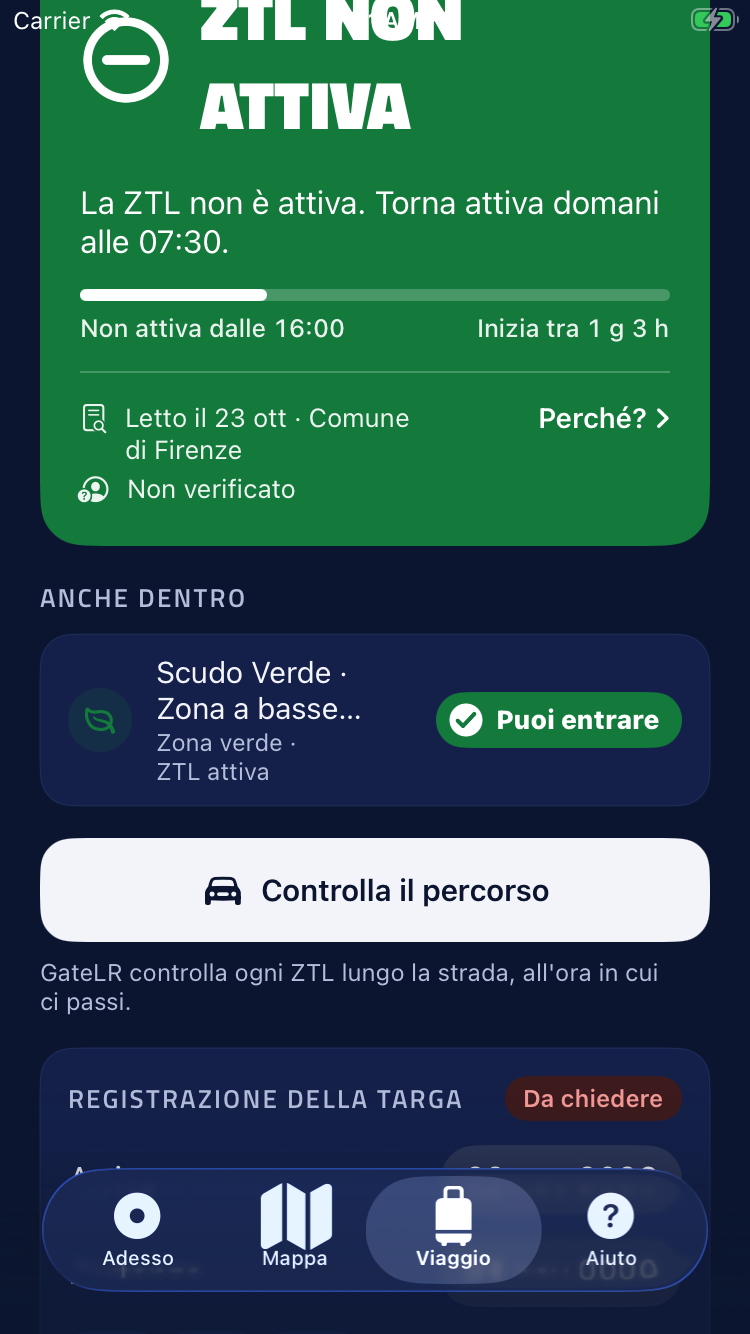 Carrier
ZTL NON
ATTIVA
La ZTL non è attiva. Torna attiva domani
alle 07:30.
Non attiva dalle 16:00
Inizia tra 1 g 3 h
Letto il 23 ott · Comune
di Firenze
Perché?
Non verificato
ANCHE DENTRO
Scudo Verde ·
Zona a basse...
Zona verde ·
ZTL attiva
Puoi entrare
Controlla il percorso
GateLR controlla ogni ZTL lungo la strada, all'ora in cui
ci passi.
REGISTRAZIONE DELLA TARGA
Da chiedere
Adesso
Mappa
Viaggio
Aiuto